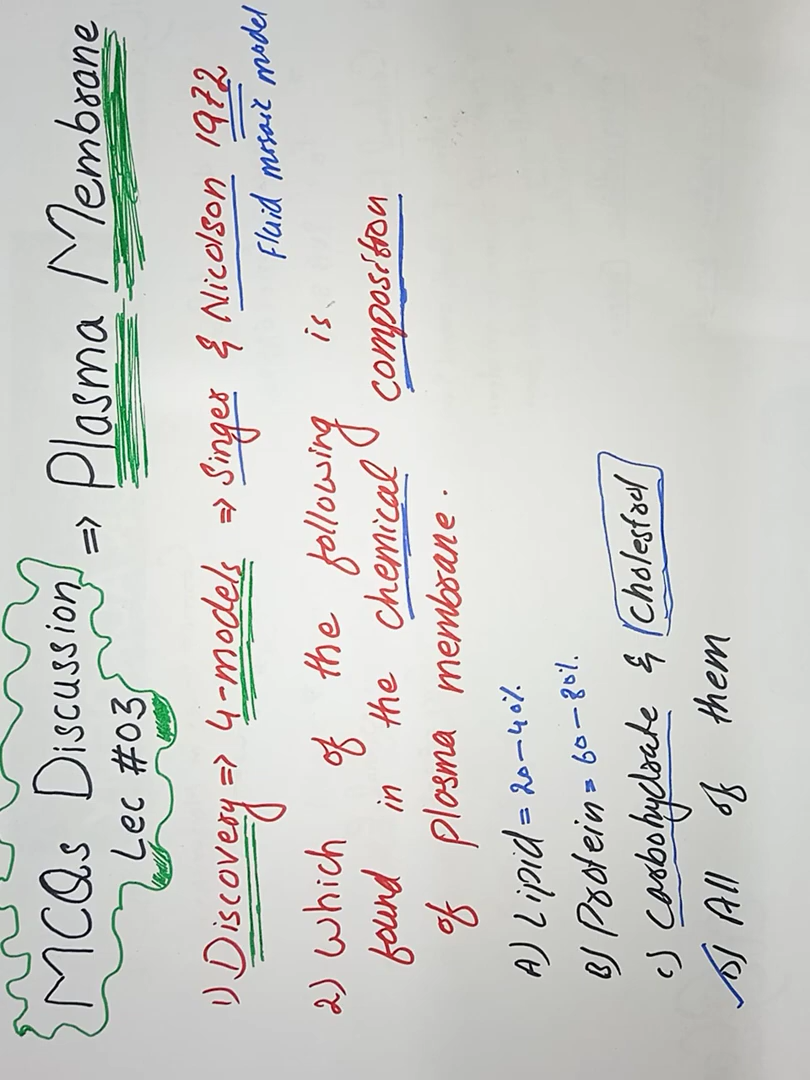 MCQs Discussion => Plasma Membrane
Lec #03
1) Discovery => 4-models => Singer & Nicolson 1972
Fluid mosaic model
2) Which of the following is
found in the chemical composition
of plasma membrane.
A) Lipid = 20-40%
B) Protein = 60-80%
c) Carbohydrate & Cholestrol
D) All of them